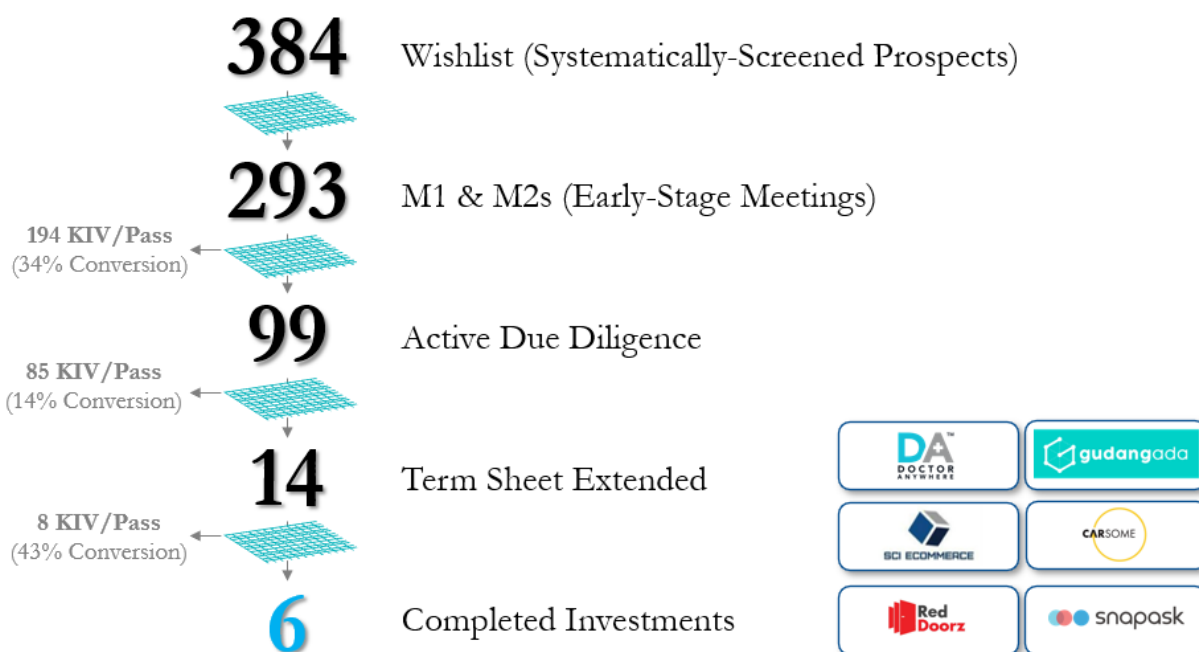 384
Wishlist (Systematically-Screened Prospects)
293
M1 & M2s (Early-Stage Meetings)
194 KIV/Pass
(34% Conversion)
99
Active Due Diligence
85 KIV/Pass
(14% Conversion)
14
Term Sheet Extended
8 KIV/Pass
(43% Conversion)
6
Completed Investments
DA™
DOCTOR
ANYWHERE
gudangada
SCI ECOMMERCE
CARSOME
Red
Doorz
snapask